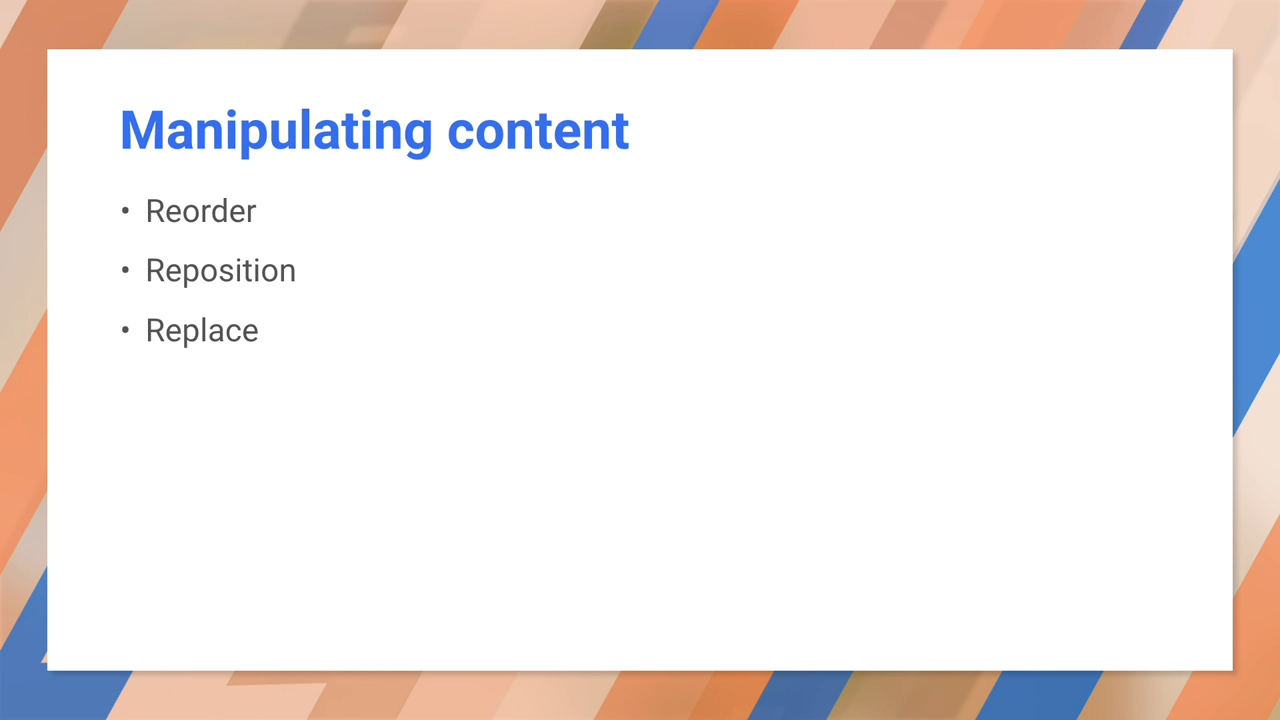 Manipulating content
• Reorder
• Reposition
• Replace